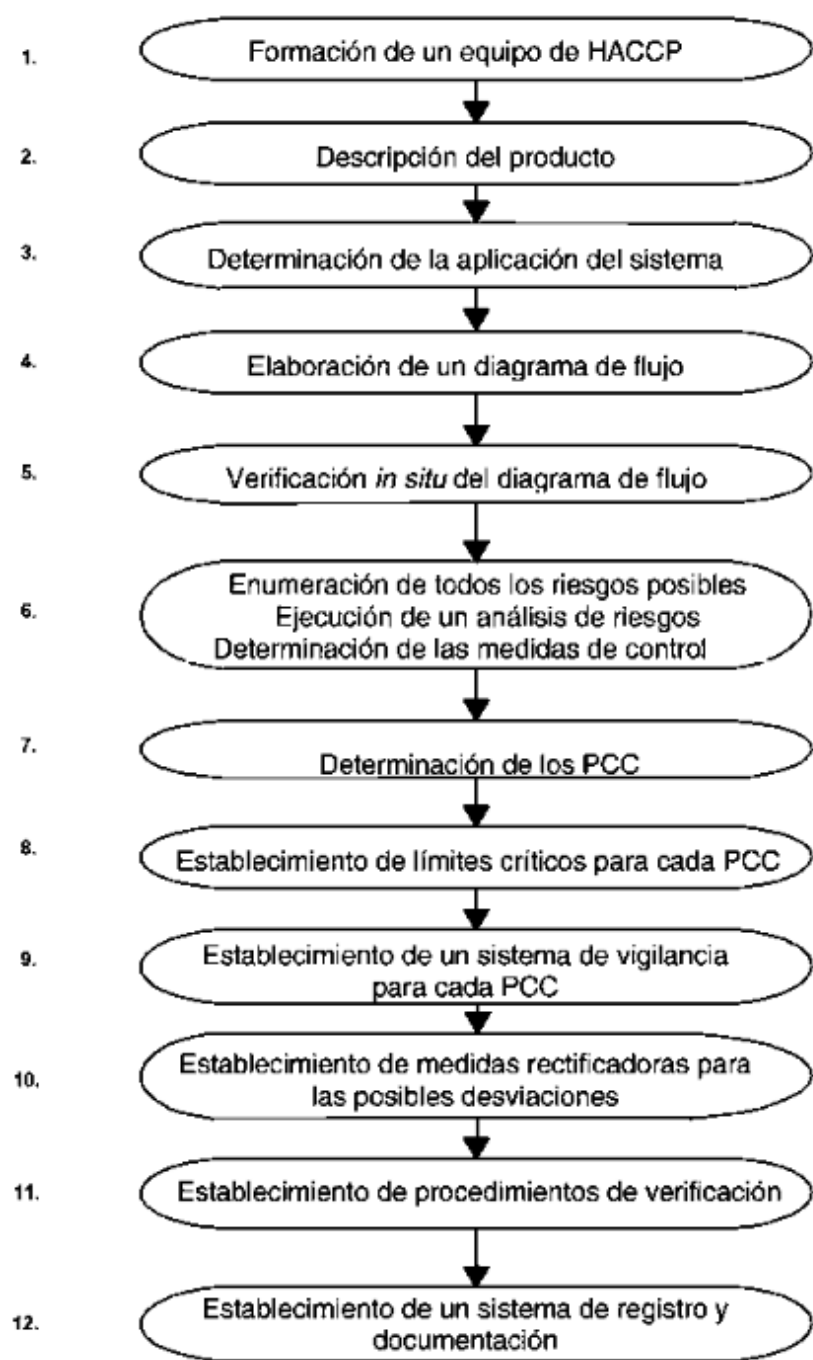 1. Formación de un equipo de HACCP
2. Descripción del producto
3. Determinación de la aplicación del sistema
4. Elaboración de un diagrama de flujo
5. Verificación in situ del diagrama de flujo
Enumeración de todos los riesgos posibles
6. Ejecución de un análisis de riesgos
Determinación de las medidas de control
7. Determinación de los PCC
8. Establecimiento de límites críticos para cada PCC
9. Establecimiento de un sistema de vigilancia
para cada PCC
10. Establecimiento de medidas rectificadoras para
las posibles desviaciones
11. Establecimiento de procedimientos de verificación
12. Establecimiento de un sistema de registro y
documentación